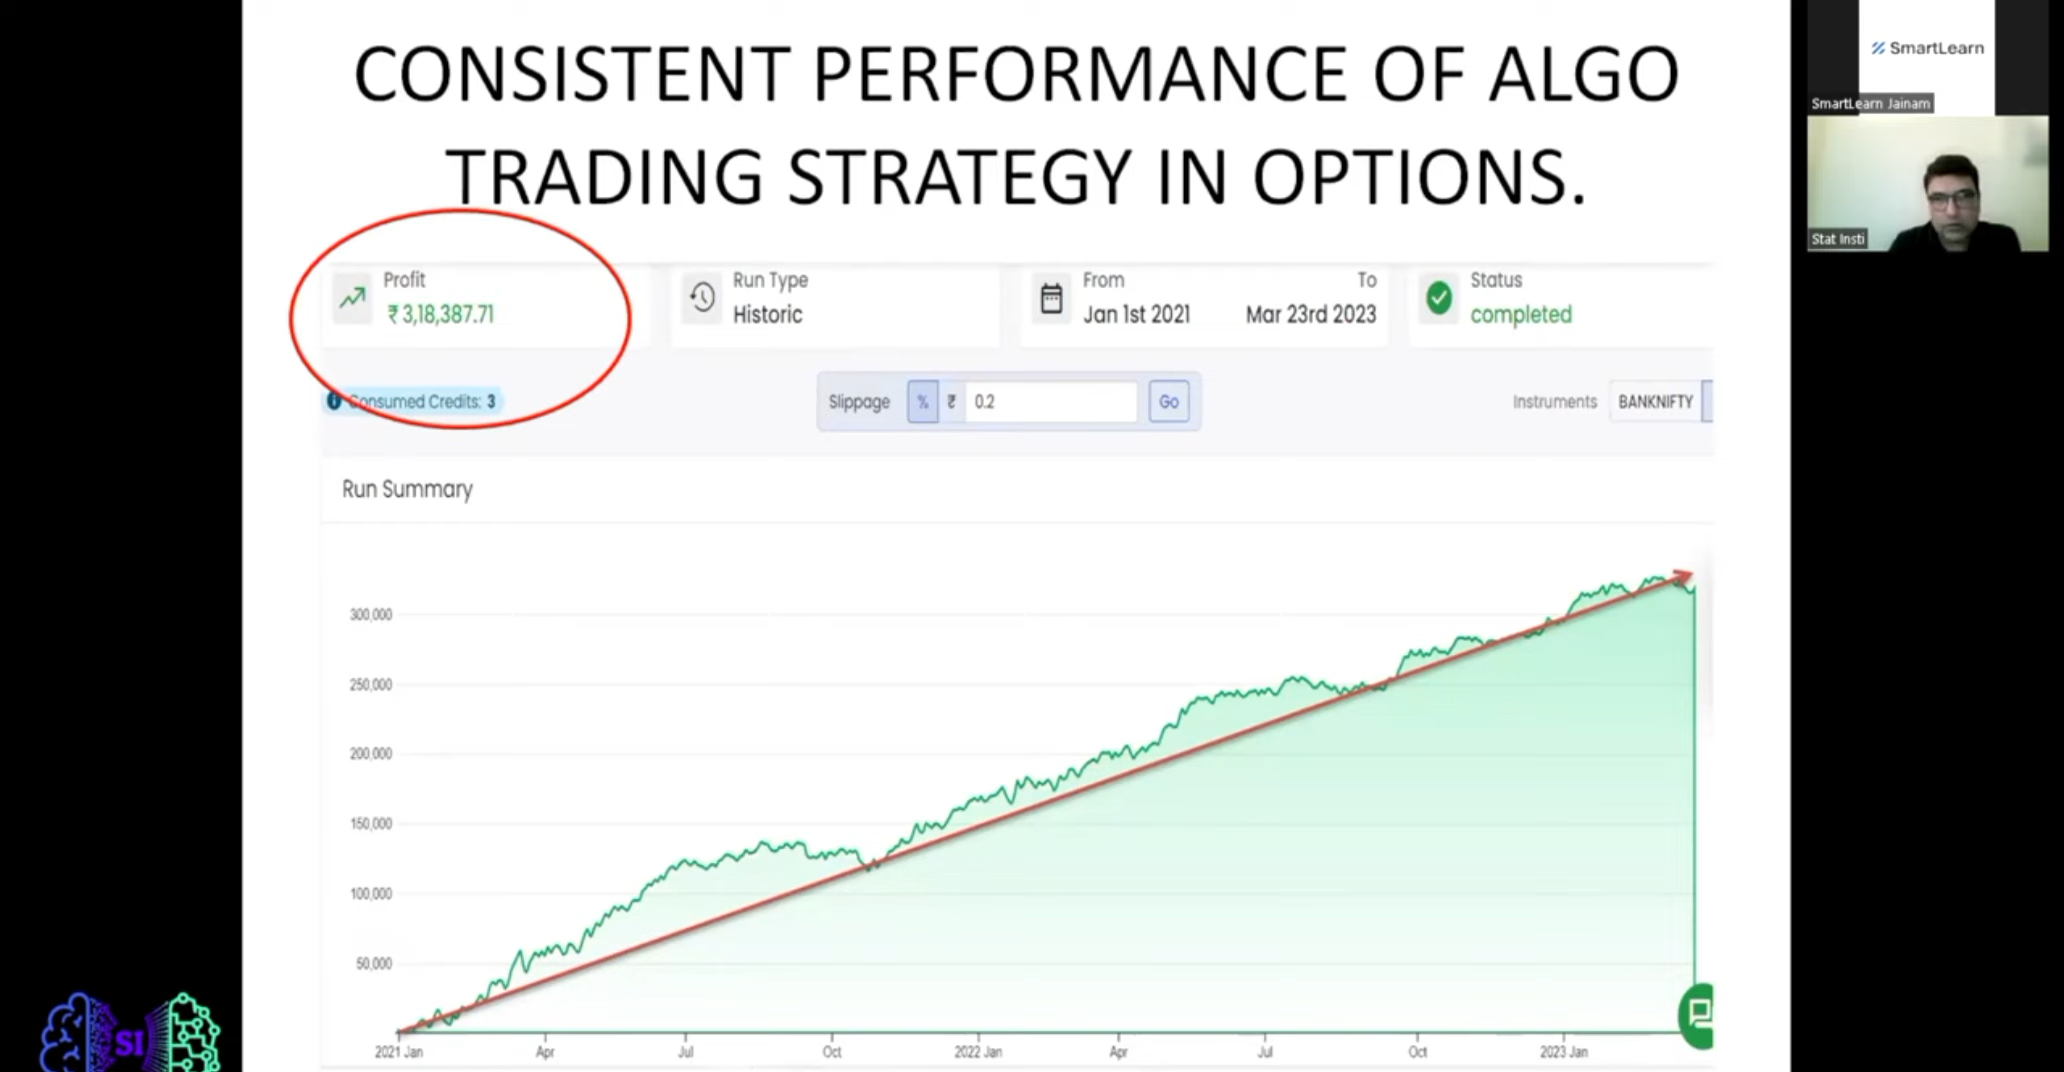 CONSISTENT PERFORMANCE OF ALGO
TRADING STRATEGY IN OPTIONS.
SmartLearn
SmartLearn Jainam
Stat Insti
Profit
₹ 3,18,387.71
Run Type
Historic
From
To
Jan 1st 2021
Mar 23rd 2023
Status
completed
Consumed Credits: 3
Slippage % ₹ 0.2 Go
Instruments BANKNIFTY
Run Summary
300,000
250,000
200,000
150,000
100,000
50,000
2021 Jan Apr Jul Oct 2022 Jan Apr Jul Oct 2023 Jan
SI